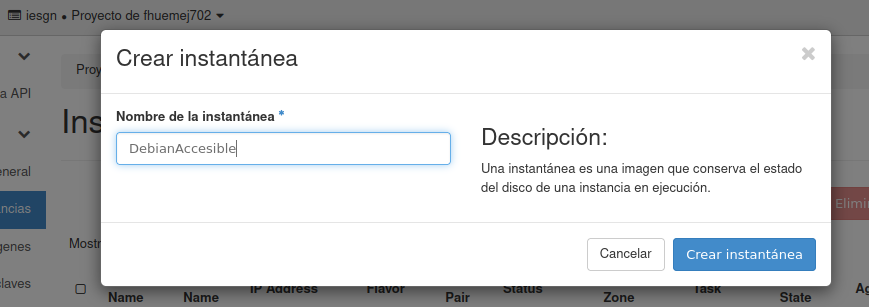 iesgn • Proyecto de fhuemej702
Crear instantánea
Proy
a API
Nombre de la instantánea *
Ins
DebianAccesible
Descripción:
Una instantánea es una imagen que conserva el estado
del disco de una instancia en ejecución.
eneral
ncias
Elimi
genes
Mostr
Cancelar
Crear instantánea
claves
Name
Name
IP Address
Flavor
Pair
Status
Zone
Task
State
Ag